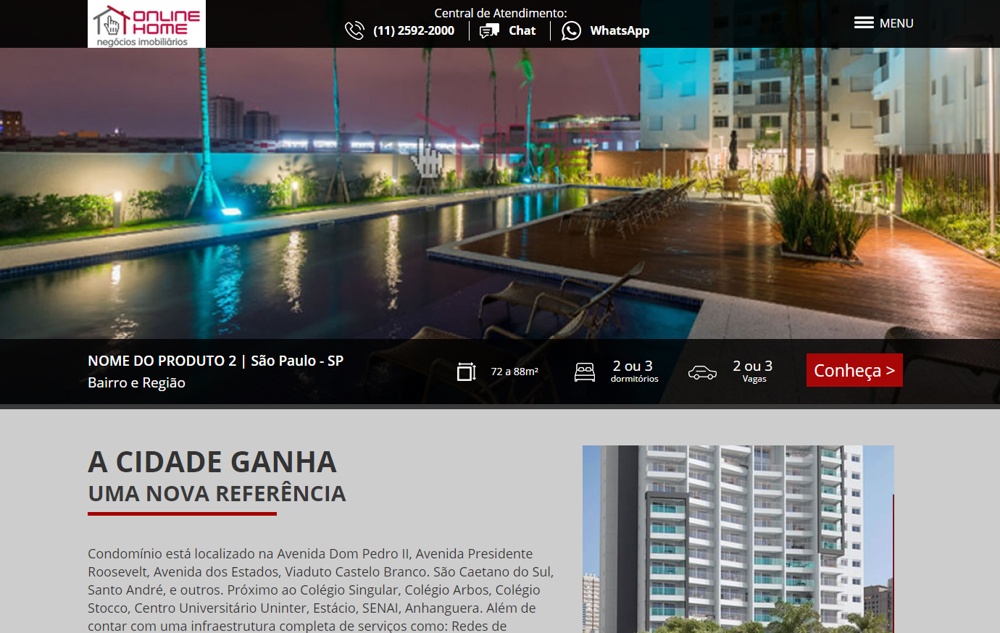 ONLINE
HOME
negócios imobiliários
Central de Atendimento:
(11) 2592-2000
Chat
WhatsApp
MENU
ONLINE
HOME
NOME DO PRODUTO 2 | São Paulo - SP
Bairro e Região
72 a 88m²
2 ou 3
dormitórios
2 ou 3
Vagas
Conheça >
A CIDADE GANHA
UMA NOVA REFERÊNCIA
Condomínio está localizado na Avenida Dom Pedro II, Avenida Presidente
Roosevelt, Avenida dos Estados, Viaduto Castelo Branco. São Caetano do Sul,
Santo André, e outros. Próximo ao Colégio Singular, Colégio Arbos, Colégio
Stocco, Centro Universitário Uninter, Estácio, SENAI, Anhanguera. Além de
contar com uma infraestrutura completa de serviços como: Redes de